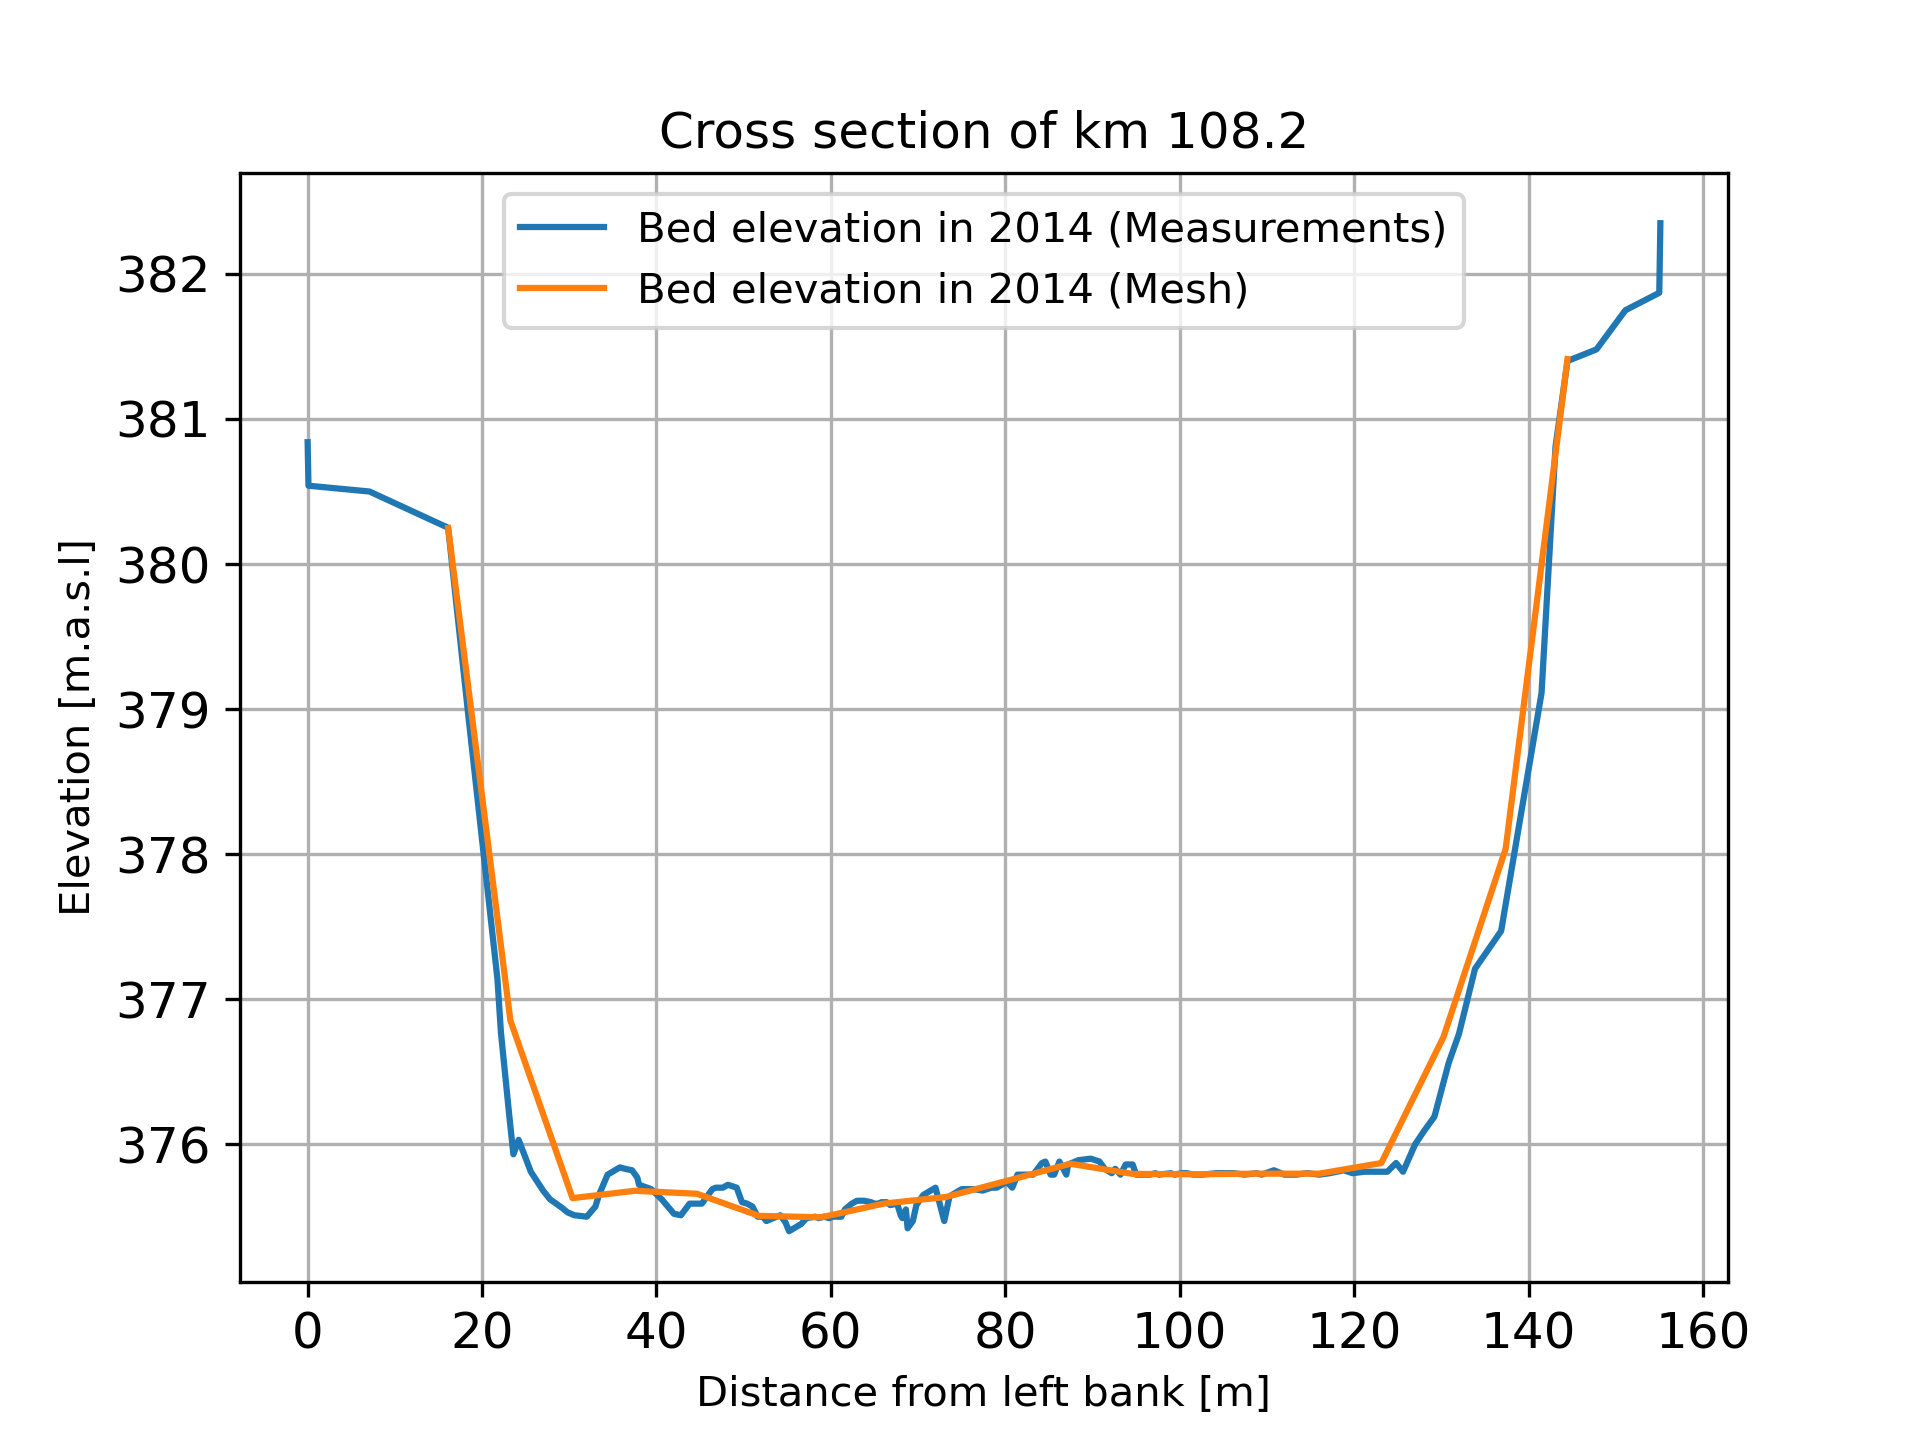 Cross section of km 108.2
Bed elevation in 2014 (Measurements)
Bed elevation in 2014 (Mesh)
Elevation [m.a.s.l]
382
381
380
379
378
377
376
0 20 40 60 80 100 120 140 160
Distance from left bank [m]